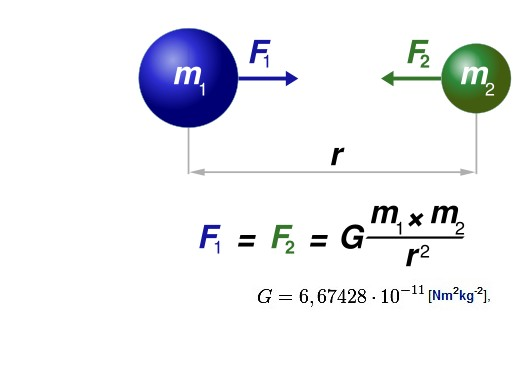 F₁ F₂
m₁ m₂
r
F₁ = F₂ = G m₁ × m₂ / r²
G = 6,67428 · 10⁻¹¹ [Nm²kg⁻²],